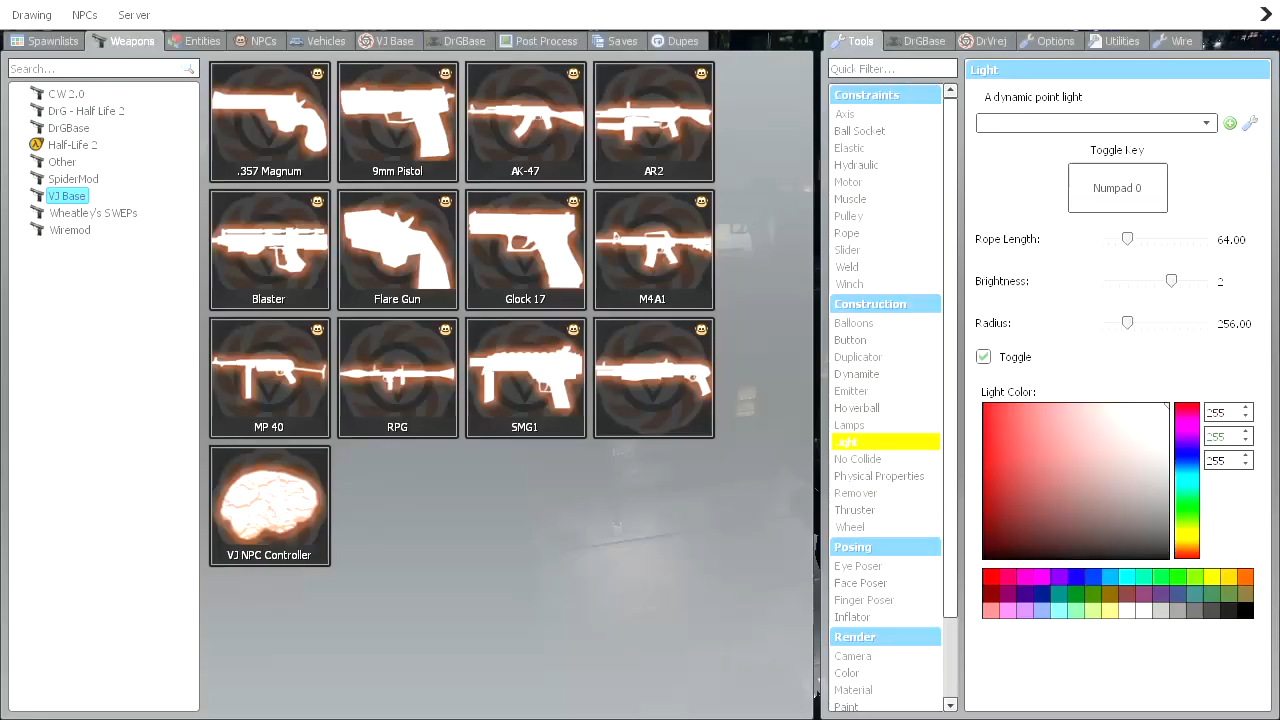 Drawing NPCs Server
Spawnlists Weapons Entities NPCs Vehicles VJ Base DrGBase Post Process Saves Dupes
Tools DrGBase DrVrej Options Utilities Wire
Search...
CW 2.0
DrG - Half Life 2
DrGBase
Half-Life 2
Other
SpiderMod
VJ Base
Wheatley's SWEPs
Wiremod
.357 Magnum 9mm Pistol AK-47 AR2
Blaster Flare Gun Glock 17 M4A1
MP 40 RPG SMG1
VJ NPC Controller
Quick Filter...
Constraints
Axis
Ball Socket
Elastic
Hydraulic
Motor
Muscle
Pulley
Rope
Slider
Weld
Winch
Construction
Balloons
Button
Duplicator
Dynamite
Emitter
Hoverball
Lamps
Light
No Collide
Physical Properties
Remover
Thruster
Wheel
Posing
Eye Poser
Face Poser
Finger Poser
Inflator
Render
Camera
Color
Material
Paint
Light
A dynamic point light
Toggle Key
Numpad 0
Rope Length: 64.00
Brightness: 2
Radius: 256.00
Toggle
Light Color:
255
255
255